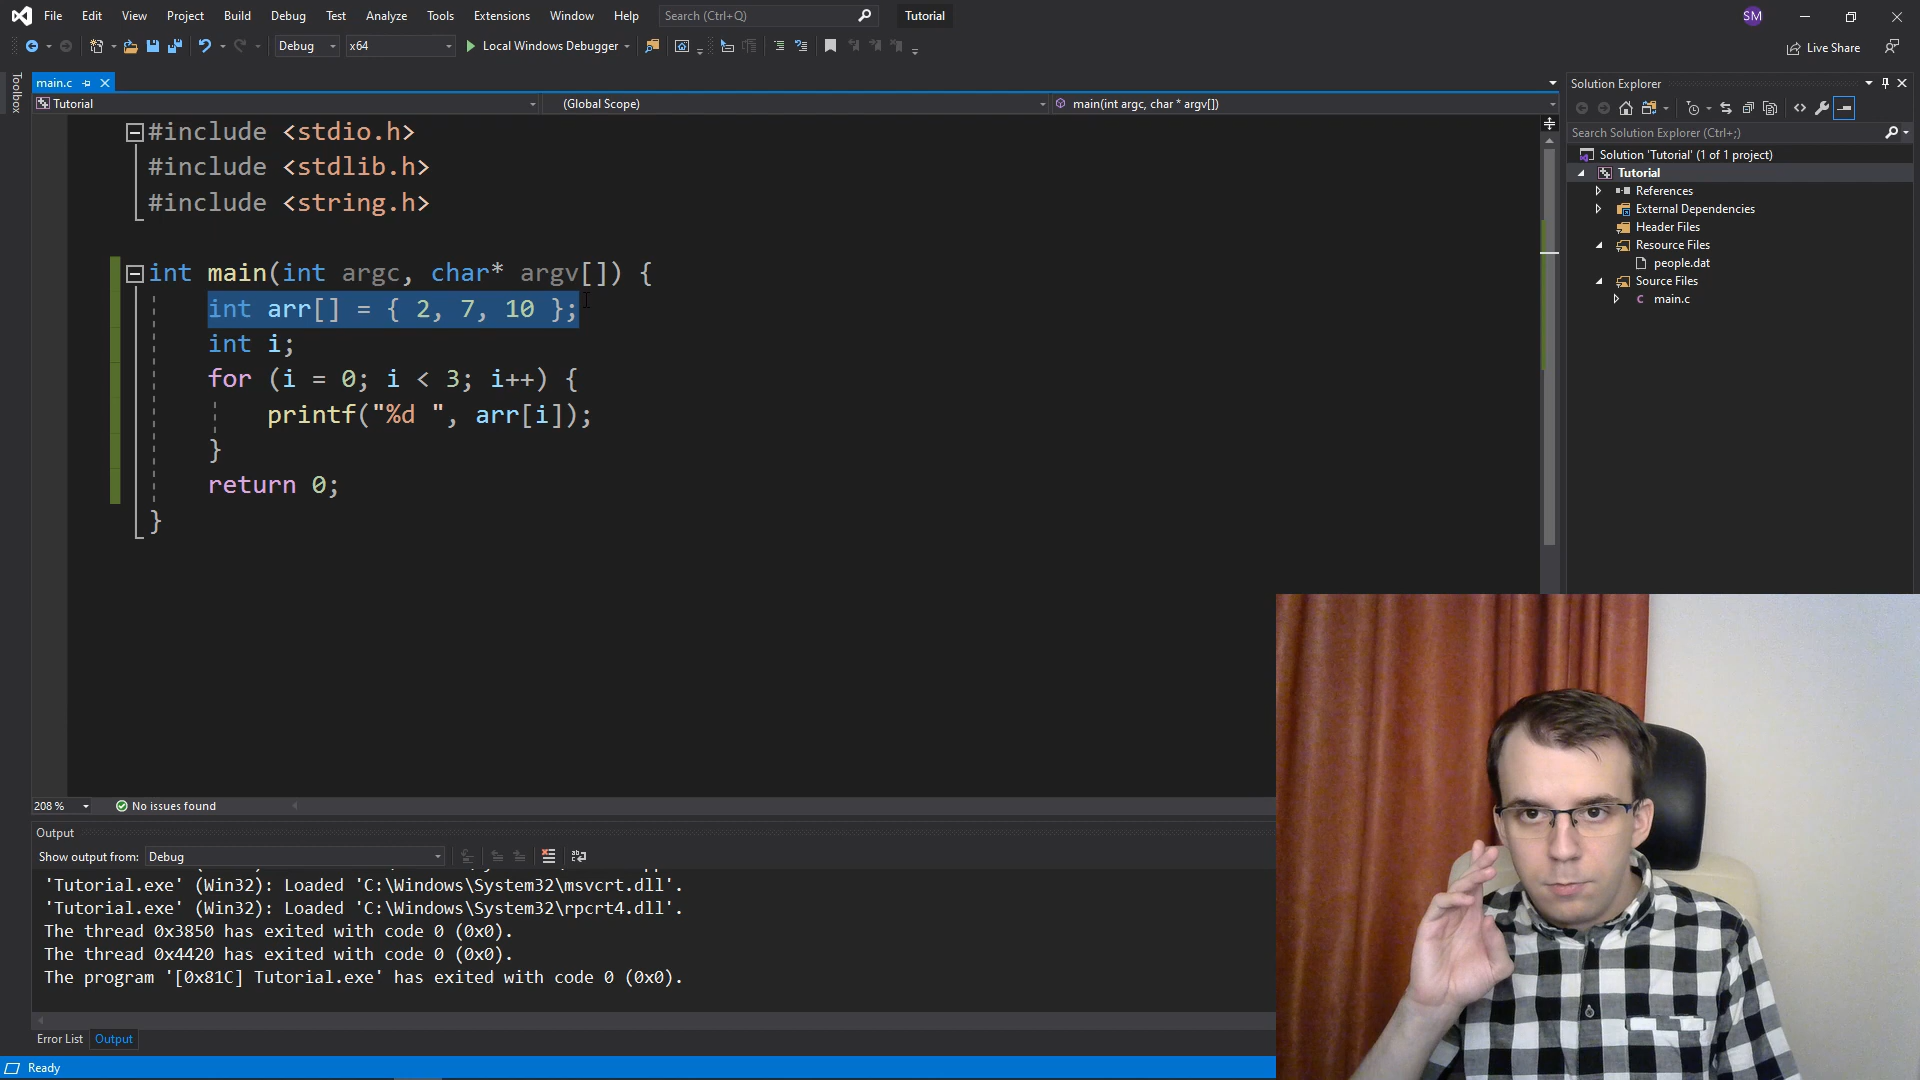 File Edit View Project Build Debug Test Analyze Tools Extensions Window Help Search (Ctrl+Q) Tutorial SM
Debug x64 Local Windows Debugger Live Share
Toolbox
main.c
Tutorial (Global Scope) main(int argc, char * argv[])
#include <stdio.h>
#include <stdlib.h>
#include <string.h>
int main(int argc, char* argv[]) {
int arr[] = { 2, 7, 10 };
int i;
for (i = 0; i < 3; i++) {
printf("%d ", arr[i]);
}
return 0;
}
Solution Explorer
Search Solution Explorer (Ctrl+;)
Solution 'Tutorial' (1 of 1 project)
Tutorial
References
External Dependencies
Header Files
Resource Files
people.dat
Source Files
main.c
208 % No issues found
Output
Show output from: Debug
'Tutorial.exe' (Win32): Loaded 'C:\Windows\System32\msvcrt.dll'.
'Tutorial.exe' (Win32): Loaded 'C:\Windows\System32\rpcrt4.dll'.
The thread 0x3850 has exited with code 0 (0x0).
The thread 0x4420 has exited with code 0 (0x0).
The program '[0x81C] Tutorial.exe' has exited with code 0 (0x0).
Error List Output
Ready